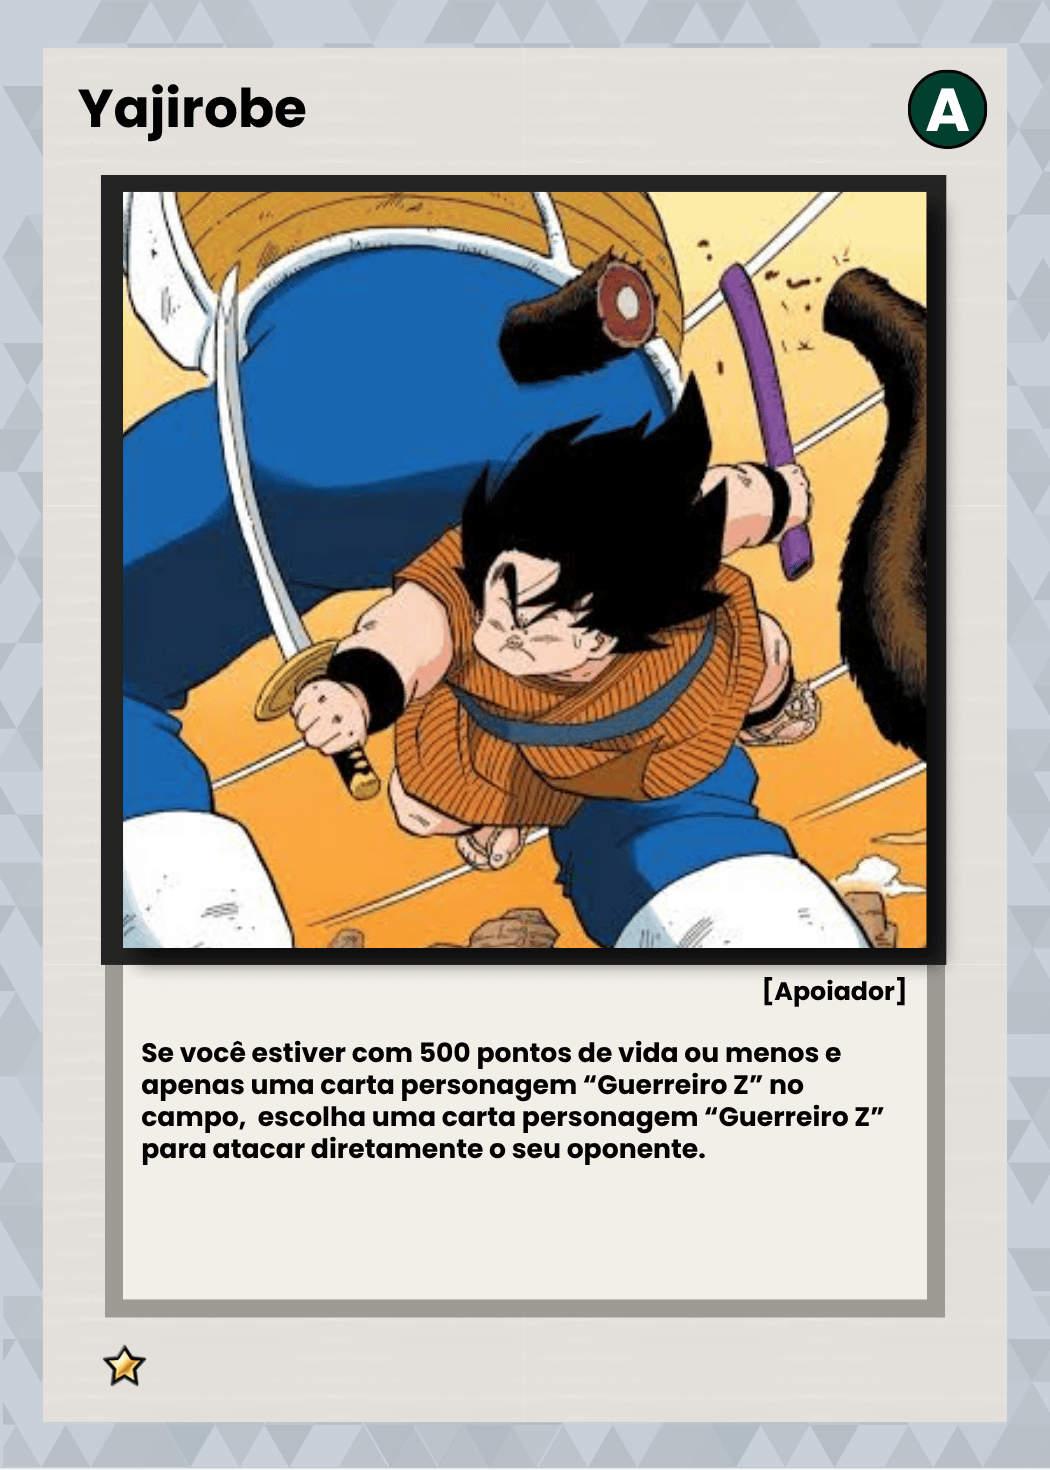 Yajirobe
A
[Apoiador]
Se você estiver com 500 pontos de vida ou menos e
apenas uma carta personagem “Guerreiro Z” no
campo,  escolha uma carta personagem “Guerreiro Z”
para atacar diretamente o seu oponente.